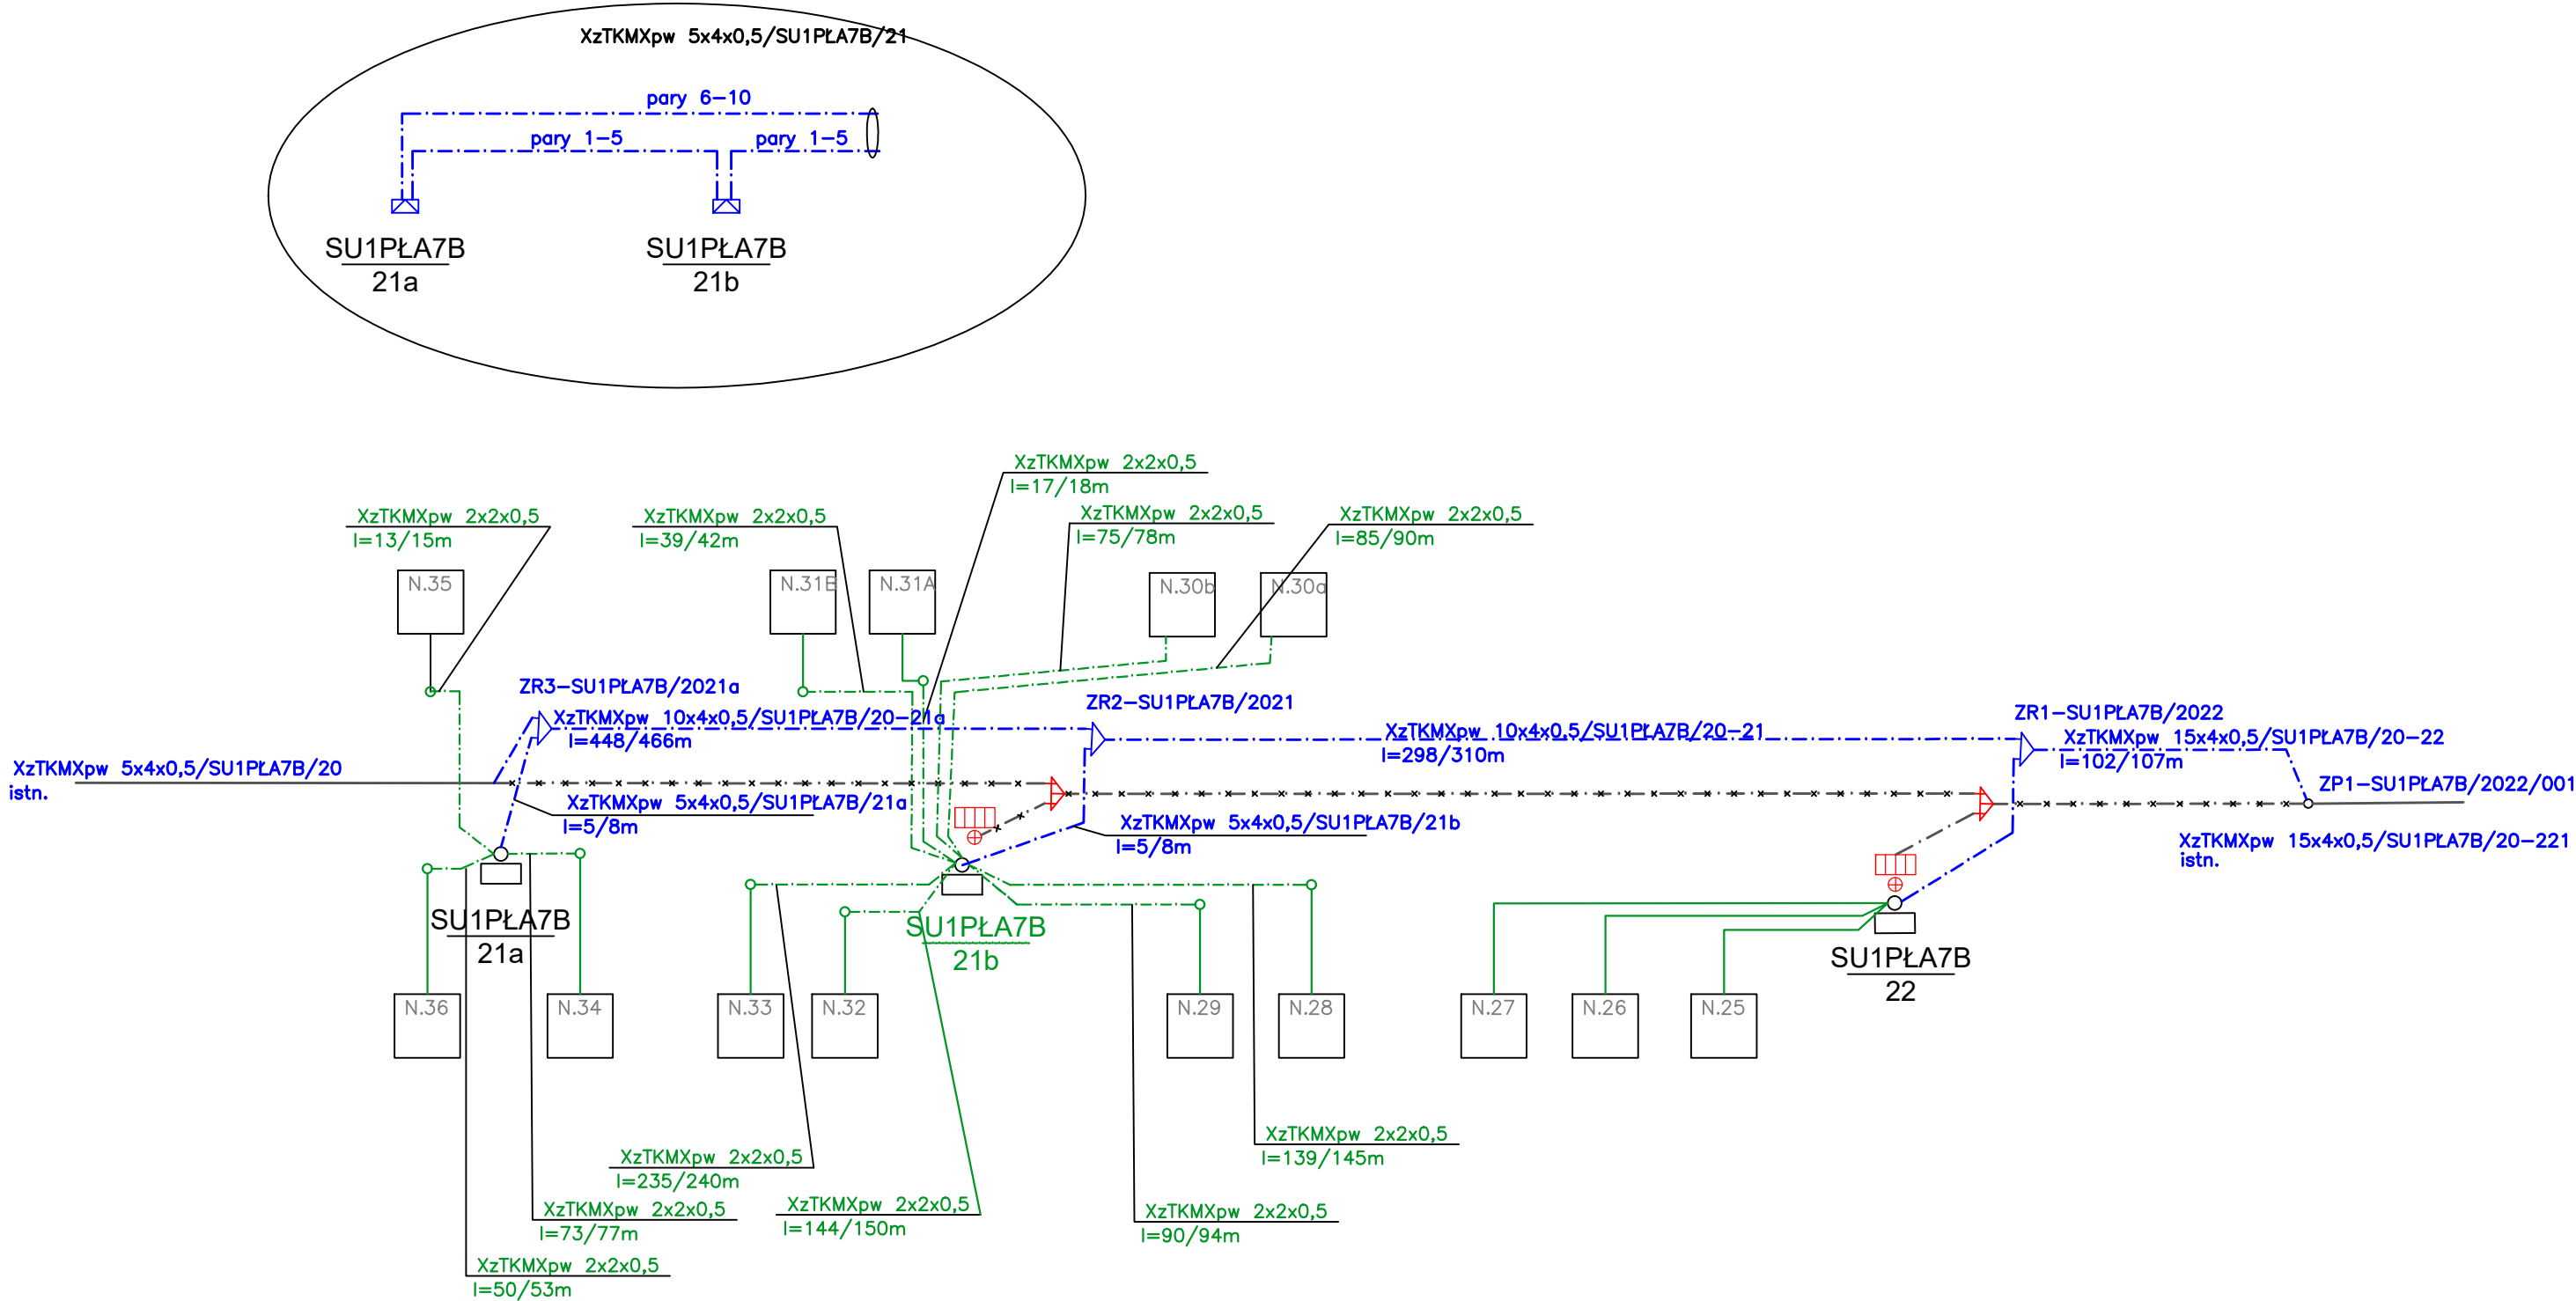 XzTKMXpw 5x4x0,5/SU1PŁA7B/21
pary 6-10
pary 1-5
pary 1-5
SU1PŁA7B
21a
SU1PŁA7B
21b
XzTKMXpw 2x2x0,5
l=17/18m
XzTKMXpw 2x2x0,5
l=13/15m
XzTKMXpw 2x2x0,5
l=39/42m
XzTKMXpw 2x2x0,5
l=75/78m
XzTKMXpw 2x2x0,5
l=85/90m
N.35
N.31B
N.31A
N.30b
N.30a
ZR3-SU1PŁA7B/2021a
XzTKMXpw 10x4x0,5/SU1PŁA7B/20-21a
l=448/466m
ZR2-SU1PŁA7B/2021
XzTKMXpw 10x4x0,5/SU1PŁA7B/20-21
l=298/310m
ZR1-SU1PŁA7B/2022
XzTKMXpw 15x4x0,5/SU1PŁA7B/20-22
l=102/107m
XzTKMXpw 5x4x0,5/SU1PŁA7B/20
istn.
ZP1-SU1PŁA7B/2022/001
XzTKMXpw 5x4x0,5/SU1PŁA7B/21a
l=5/8m
XzTKMXpw 5x4x0,5/SU1PŁA7B/21b
l=5/8m
XzTKMXpw 15x4x0,5/SU1PŁA7B/20-221
istn.
SU1PŁA7B
21a
SU1PŁA7B
21b
SU1PŁA7B
22
N.36
N.34
N.33
N.32
N.29
N.28
N.27
N.26
N.25
XzTKMXpw 2x2x0,5
l=139/145m
XzTKMXpw 2x2x0,5
l=235/240m
XzTKMXpw 2x2x0,5
l=144/150m
XzTKMXpw 2x2x0,5
l=73/77m
XzTKMXpw 2x2x0,5
l=90/94m
XzTKMXpw 2x2x0,5
l=50/53m